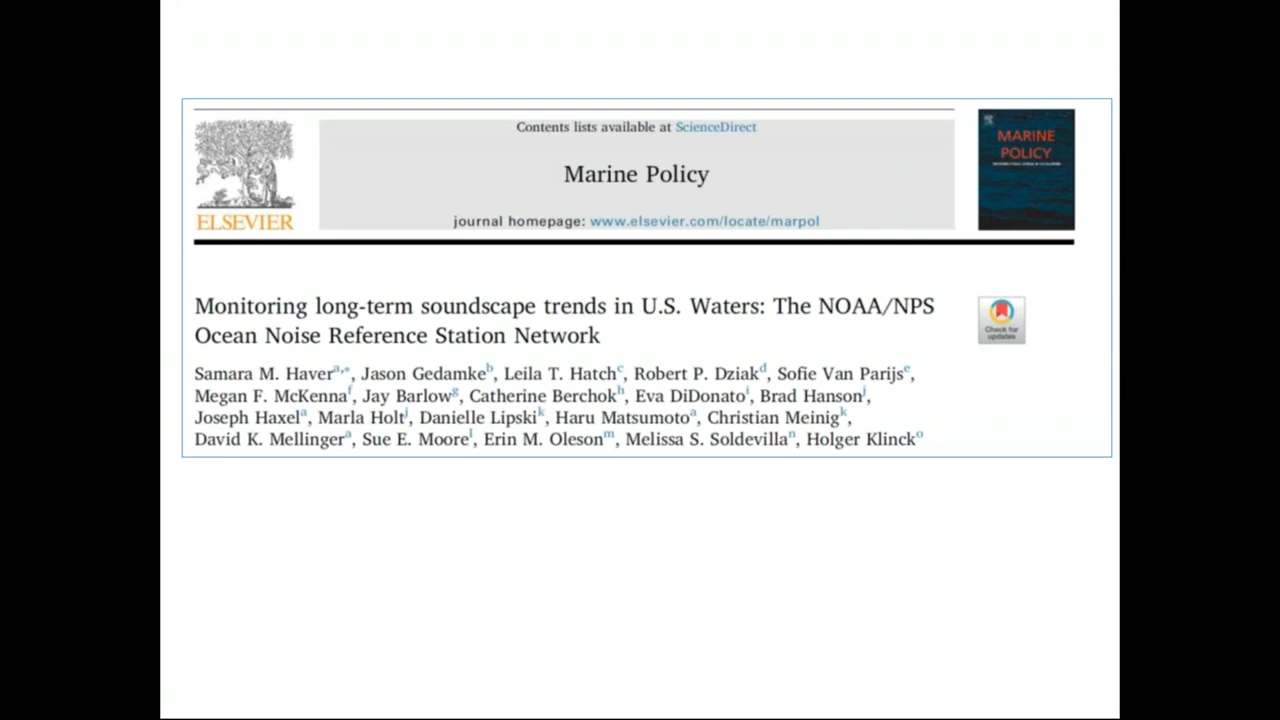 Contents lists available at ScienceDirect
Marine Policy
journal homepage: www.elsevier.com/locate/marpol
ELSEVIER
MARINE
POLICY
Monitoring long-term soundscape trends in U.S. Waters: The NOAA/NPS
Ocean Noise Reference Station Network
Check for
updates
Samara M. Haver^a,*, Jason Gedamke^b, Leila T. Hatch^c, Robert P. Dziak^d, Sofie Van Parijs^e,
Megan F. McKenna^f, Jay Barlow^g, Catherine Berchok^h, Eva DiDonato^i, Brad Hanson^j,
Joseph Haxel^a, Marla Holt^j, Danielle Lipski^k, Haru Matsumoto^a, Christian Meinig^k,
David K. Mellinger^a, Sue E. Moore^l, Erin M. Oleson^m, Melissa S. Soldevilla^n, Holger Klinck^o